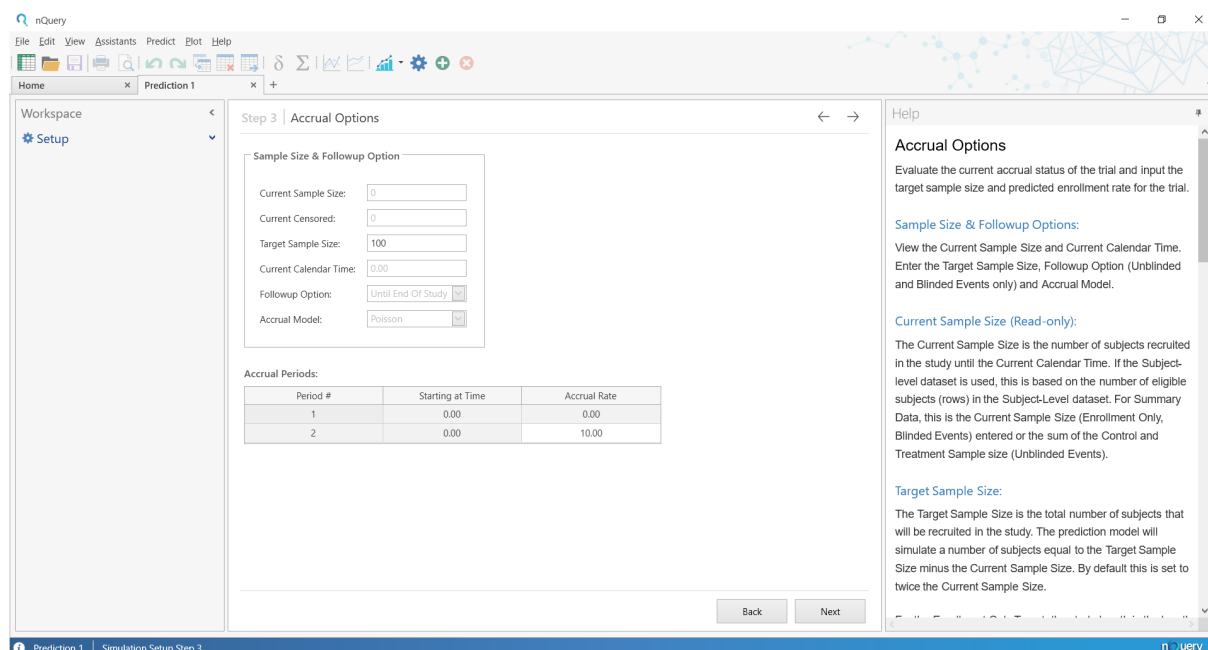 nQuery
File Edit View Assistants Predict Plot Help
Home × Prediction 1 × +
Workspace
Setup
Step 3 | Accrual Options
Sample Size & Followup Option
Current Sample Size: 0
Current Censored: 0
Target Sample Size: 100
Current Calendar Time: 0.00
Followup Option: Until End Of Study
Accrual Model: Poisson
Accrual Periods:
Period # Starting at Time Accrual Rate
1 0.00 0.00
2 0.00 10.00
Back Next
Help
Accrual Options
Evaluate the current accrual status of the trial and input the
target sample size and predicted enrollment rate for the trial.
Sample Size & Followup Options:
View the Current Sample Size and Current Calendar Time.
Enter the Target Sample Size, Followup Option (Unblinded
and Blinded Events only) and Accrual Model.
Current Sample Size (Read-only):
The Current Sample Size is the number of subjects recruited
in the study until the Current Calendar Time. If the Subject-
level dataset is used, this is based on the number of eligible
subjects (rows) in the Subject-Level dataset. For Summary
Data, this is the Current Sample Size (Enrollment Only,
Blinded Events) entered or the sum of the Control and
Treatment Sample size (Unblinded Events).
Target Sample Size:
The Target Sample Size is the total number of subjects that
will be recruited in the study. The prediction model will
simulate a number of subjects equal to the Target Sample
Size minus the Current Sample Size. By default this is set to
twice the Current Sample Size.
Prediction 1 | Simulation Setup Step 3
nQuery